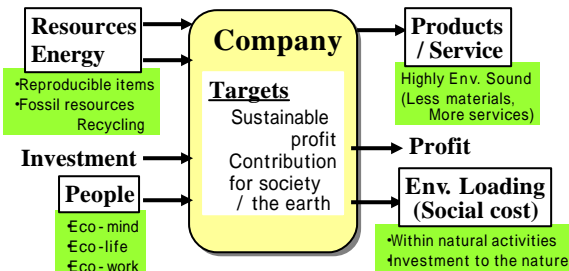 Resources
Energy
•Reproducible items
•Fossil resources
Recycling
Investment
People
•Eco-mind
•Eco-life
•Eco-work
Company
Targets
Sustainable
profit
Contribution
for society
/ the earth
Products
/ Service
Highly Env. Sound
(Less materials,
More services)
Profit
Env. Loading
(Social cost)
•Within natural activities
•Investment to the nature